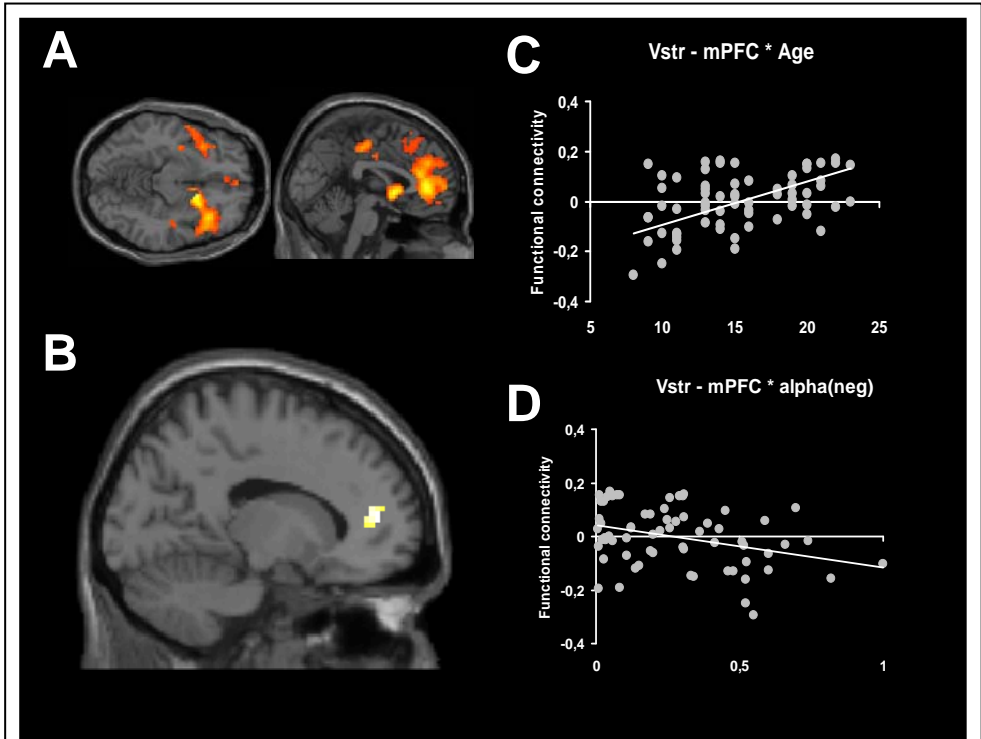 A
B
C
Vstr - mPFC * Age
Functional connectivity
0,4
0,2
0
-0,2
-0,4
5 10 15 20 25
D
Vstr - mPFC * alpha(neg)
Functional connectivity
0,4
0,2
0
-0,2
-0,4
0 0,5 1